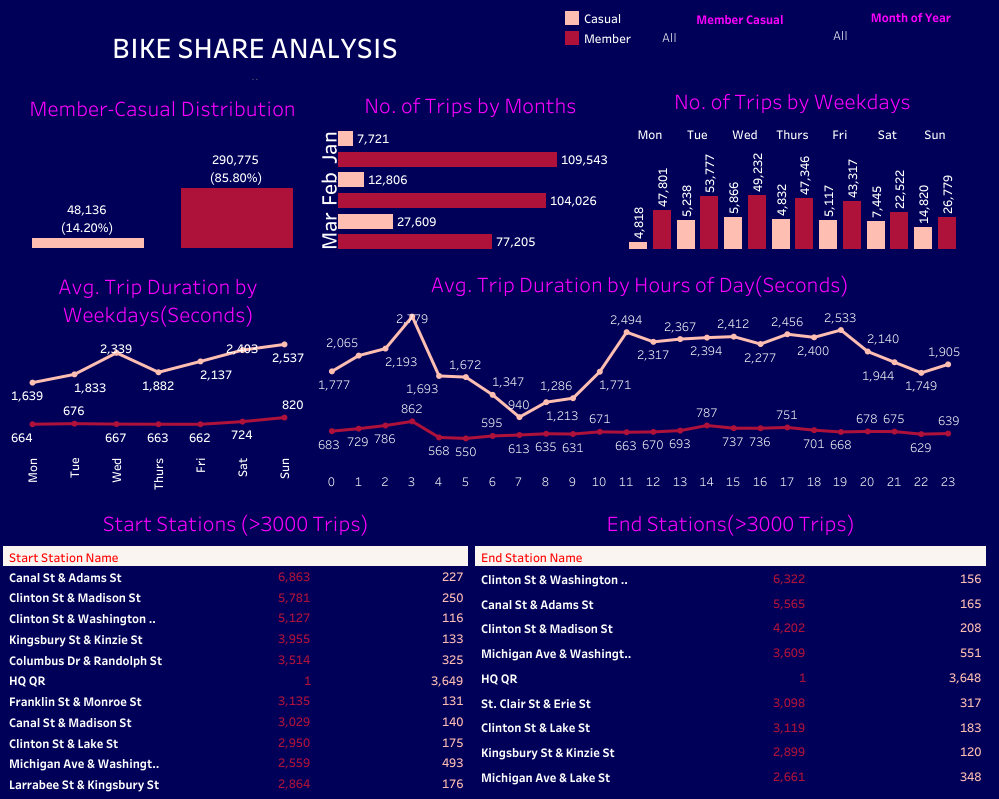 BIKE SHARE ANALYSIS
Casual
Member
Member Casual
All
Month of Year
All
Member-Casual Distribution
48,136
(14.20%)
290,775
(85.80%)
No. of Trips by Months
Jan
7,721
109,543
Feb
12,806
104,026
Mar
27,609
77,205
No. of Trips by Weekdays
Mon Tue Wed Thurs Fri Sat Sun
4,818 47,801 5,238 53,777 5,866 49,232 4,832 47,346 5,117 43,317 7,445 22,522 14,820 26,779
Avg. Trip Duration by
Weekdays(Seconds)
1,639 1,833 2,339 1,882 2,137 2,403 2,537
664 676 667 663 662 724 820
Mon Tue Wed Thurs Fri Sat Sun
Avg. Trip Duration by Hours of Day(Seconds)
1,777 2,065 2,193 1,693 1,672 1,347 940 1,286 1,213 1,771 2,494 2,317 2,367 2,394 2,412 2,277 2,456 2,400 2,533 2,140 1,944 1,749 1,905
683 729 786 862 568 550 595 613 635 631 671 663 670 693 787 737 736 751 701 668 678 675 629 639
0 1 2 3 4 5 6 7 8 9 10 11 12 13 14 15 16 17 18 19 20 21 22 23
Start Stations (>3000 Trips)
Start Station Name
Canal St & Adams St 6,863 227
Clinton St & Madison St 5,781 250
Clinton St & Washington .. 5,127 116
Kingsbury St & Kinzie St 3,955 133
Columbus Dr & Randolph St 3,514 325
HQ QR 1 3,649
Franklin St & Monroe St 3,135 131
Canal St & Madison St 3,029 140
Clinton St & Lake St 2,950 175
Michigan Ave & Washingt.. 2,559 493
Larrabee St & Kingsbury St 2,864 176
End Stations(>3000 Trips)
End Station Name
Clinton St & Washington .. 6,322 156
Canal St & Adams St 5,565 165
Clinton St & Madison St 4,202 208
Michigan Ave & Washingt.. 3,609 551
HQ QR 1 3,648
St. Clair St & Erie St 3,098 317
Clinton St & Lake St 3,119 183
Kingsbury St & Kinzie St 2,899 120
Michigan Ave & Lake St 2,661 348